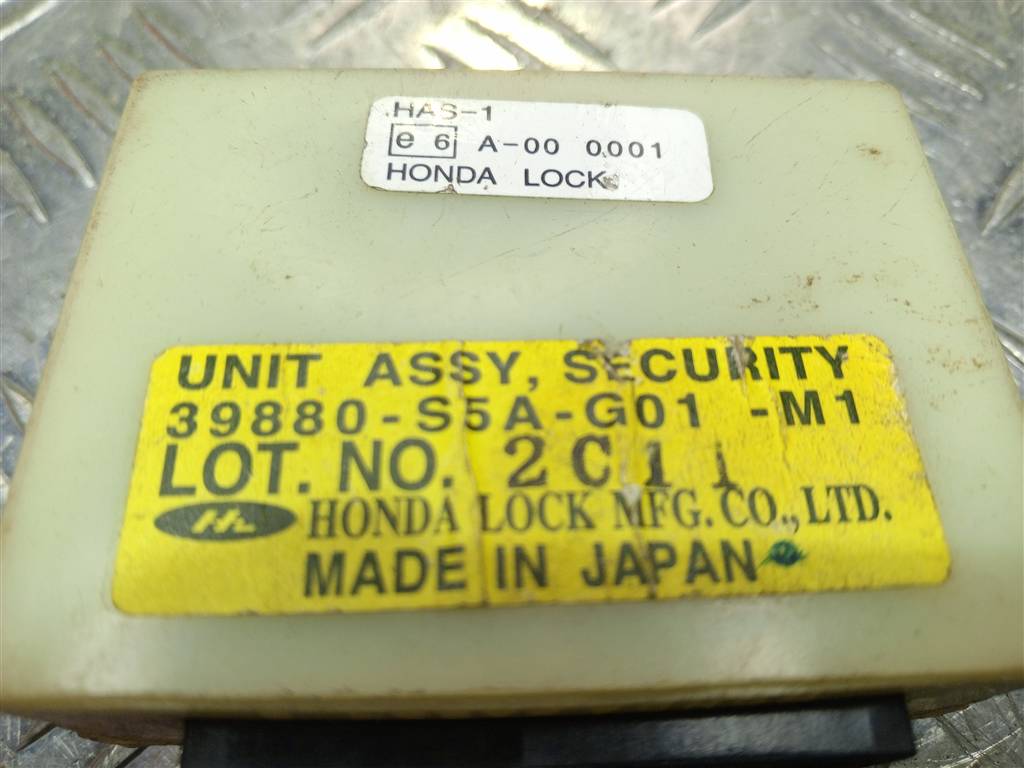 HAS-1
e 6 A-00 0001
HONDA LOCK
UNIT ASSY, SECURITY
39880-S5A-G01 -M1
LOT. NO. 2C11
HL HONDA LOCK MFG. CO., LTD.
MADE IN JAPAN